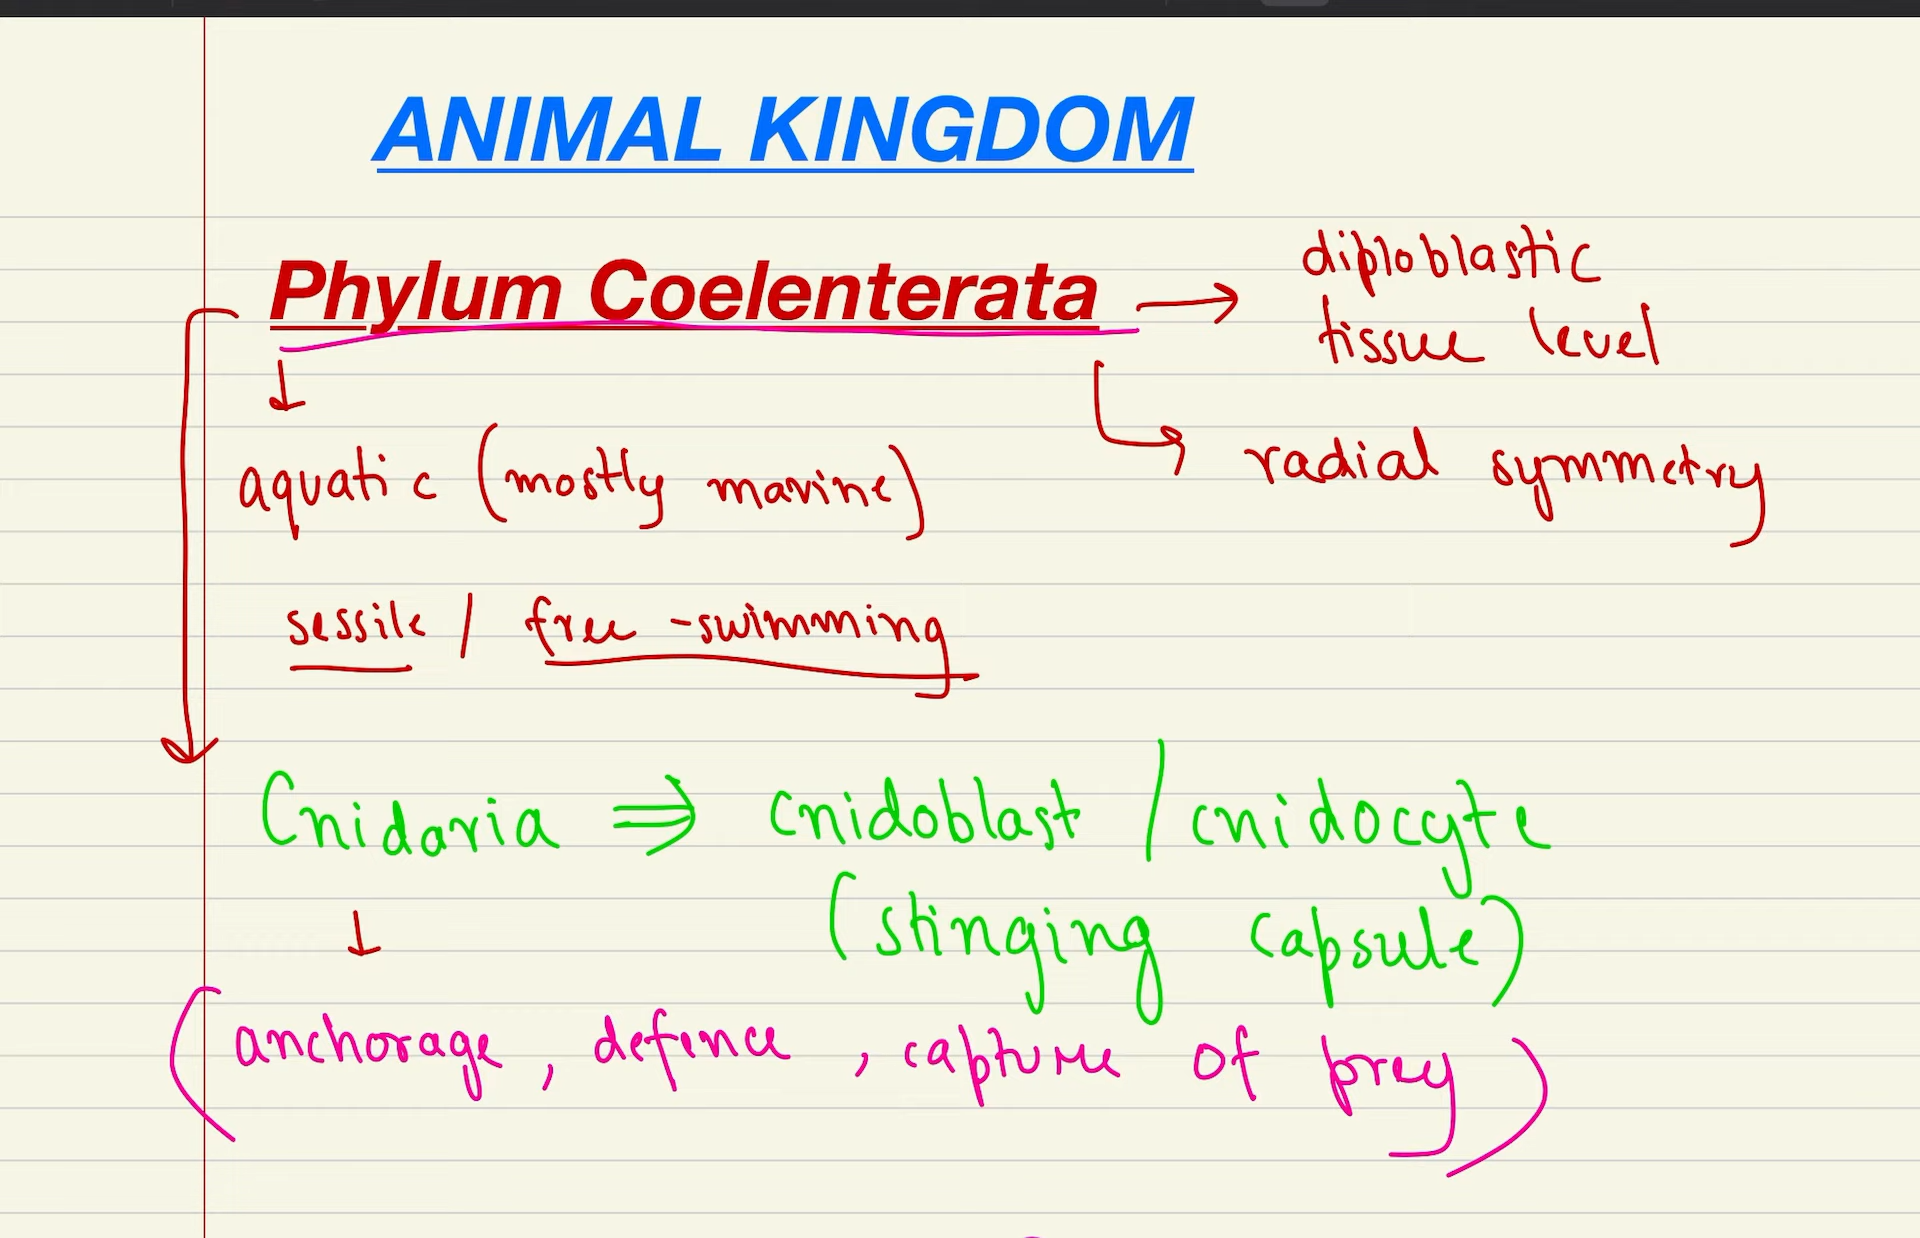 ANIMAL KINGDOM
Phylum Coelenterata → diploblastic
tissue level
radial symmetry
aquatic (mostly marine)
sessile / free-swimming
Cnidaria ⇒ cnidoblast / cnidocyte
(stinging capsule)
(anchorage, defence, capture of prey)